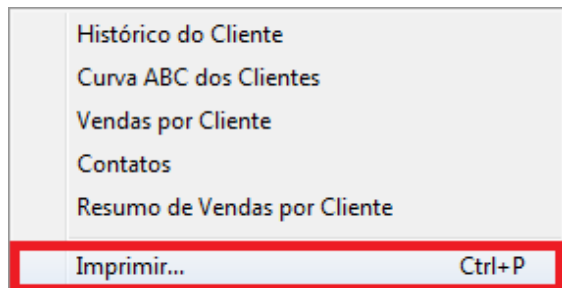 Histórico do Cliente
Curva ABC dos Clientes
Vendas por Cliente
Contatos
Resumo de Vendas por Cliente
Imprimir... Ctrl+P